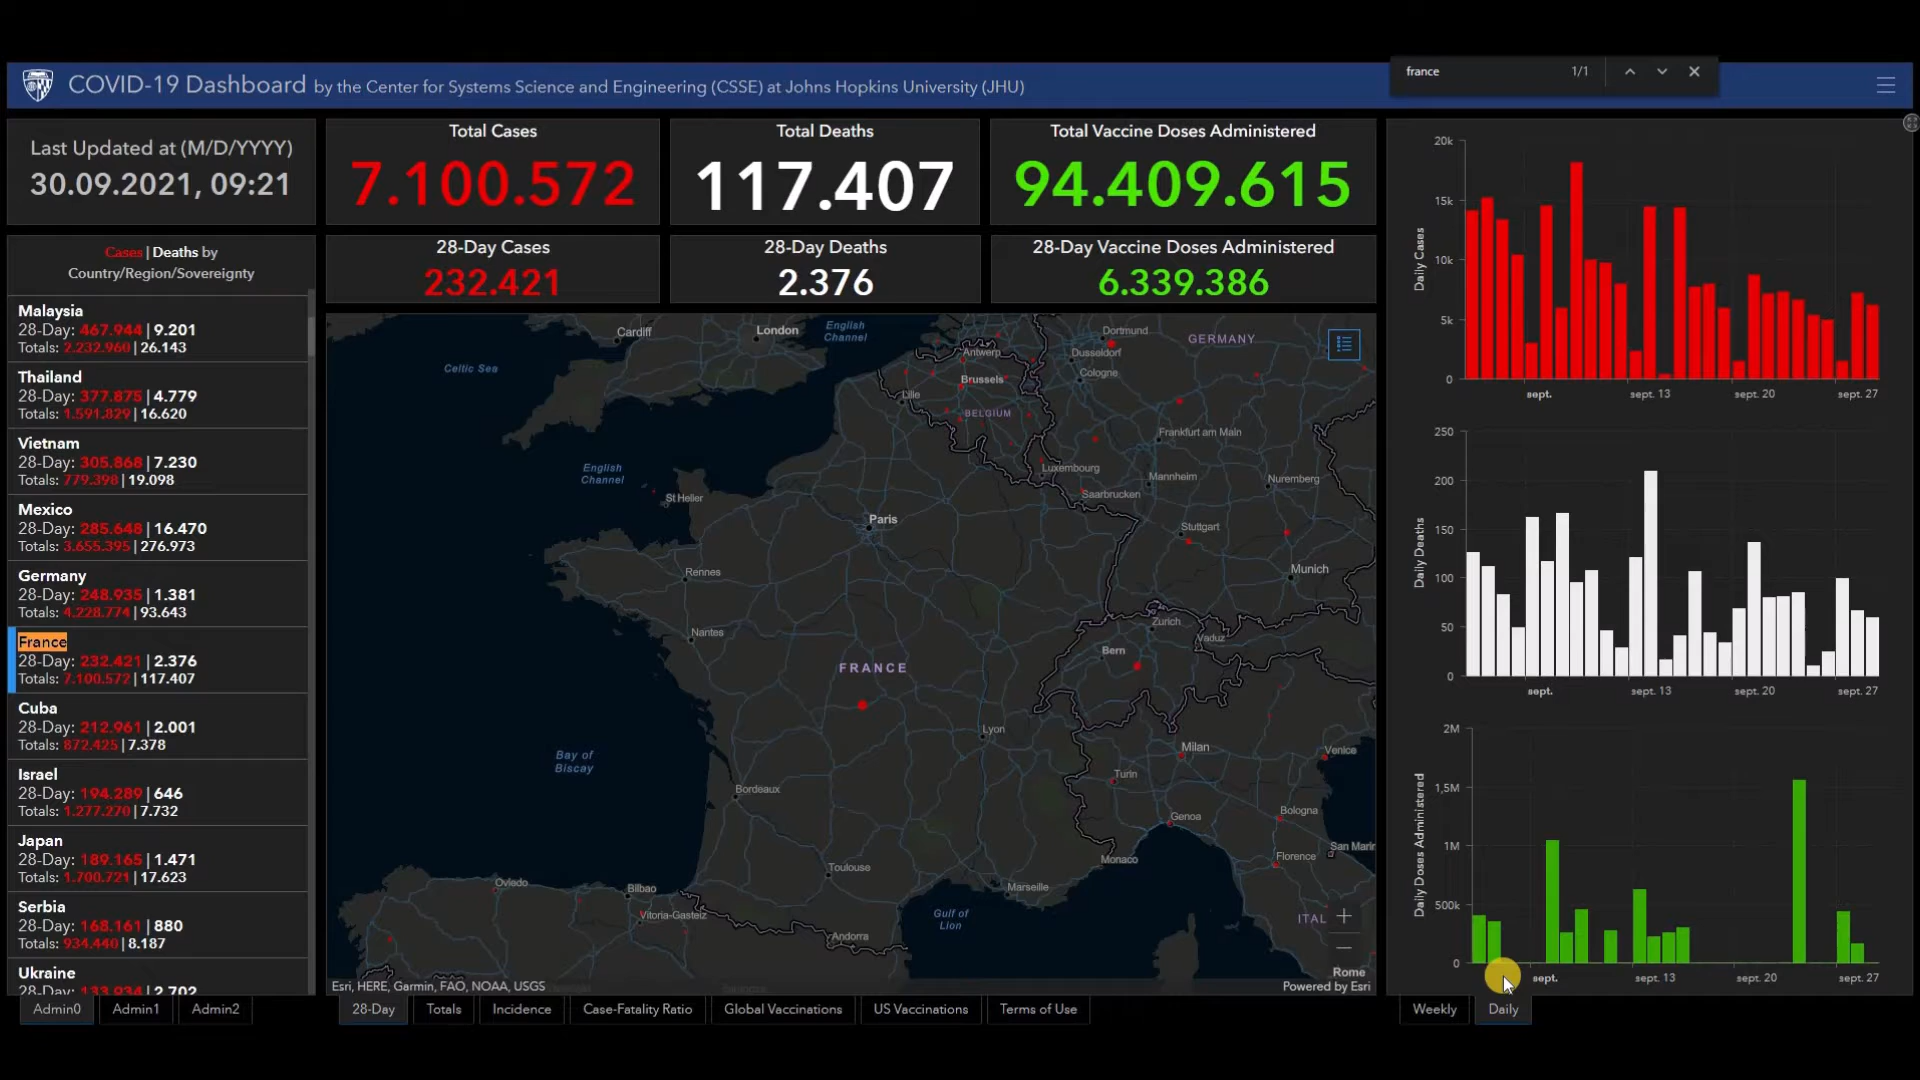 france 1/1
COVID-19 Dashboard by the Center for Systems Science and Engineering (CSSE) at Johns Hopkins University (JHU)
Last Updated at (M/D/YYYY)
30.09.2021, 09:21
Total Cases
7.100.572
Total Deaths
117.407
Total Vaccine Doses Administered
94.409.615
28-Day Cases
232.421
28-Day Deaths
2.376
28-Day Vaccine Doses Administered
6.339.386
Cases | Deaths by
Country/Region/Sovereignty
Malaysia
28-Day: 467.944 | 9.201
Totals: 2.232.960 | 26.143
Thailand
28-Day: 377.875 | 4.779
Totals: 1.591.829 | 16.620
Vietnam
28-Day: 305.868 | 7.230
Totals: 779.398 | 19.098
Mexico
28-Day: 285.648 | 16.470
Totals: 3.655.395 | 276.973
Germany
28-Day: 248.935 | 1.381
Totals: 4.228.774 | 93.643
France
28-Day: 232.421 | 2.376
Totals: 7.100.572 | 117.407
Cuba
28-Day: 212.961 | 2.001
Totals: 872.425 | 7.378
Israel
28-Day: 194.289 | 646
Totals: 1.277.270 | 7.732
Japan
28-Day: 189.165 | 1.471
Totals: 1.700.721 | 17.623
Serbia
28-Day: 168.161 | 880
Totals: 934.440 | 8.187
Ukraine
28-Day: 133.934 | 2.702
Admin0
Admin1
Admin2
Cardiff
London
English
Channel
Celtic Sea
Dortmund
GERMANY
Antwerp
Dusseldorf
Brussels
Cologne
Lille
BELGIUM
Frankfurt am Main
English
Channel
Luxembourg
Mannheim
Nuremberg
St Helier
Saarbrucken
Paris
Stuttgart
Rennes
Munich
Nantes
Zurich
Vaduz
Bern
FRANCE
Lyon
Milan
Venice
Bay of
Biscay
Turin
Bordeaux
Genoa
Bologna
San Marin
Florence
Monaco
Toulouse
Marseille
Oviedo
Bilbao
Vitoria-Gasteiz
Gulf of
Lion
ITAL
Andorra
Rome
Esri, HERE, Garmin, FAO, NOAA, USGS
Powered by Esri
28-Day
Totals
Incidence
Case-Fatality Ratio
Global Vaccinations
US Vaccinations
Terms of Use
Daily Cases
20k
15k
10k
5k
0
sept.
sept. 13
sept. 20
sept. 27
Daily Deaths
250
200
150
100
50
0
sept.
sept. 13
sept. 20
sept. 27
Daily Doses Administered
2M
1,5M
1M
500k
0
sept.
sept. 13
sept. 20
sept. 27
Weekly
Daily